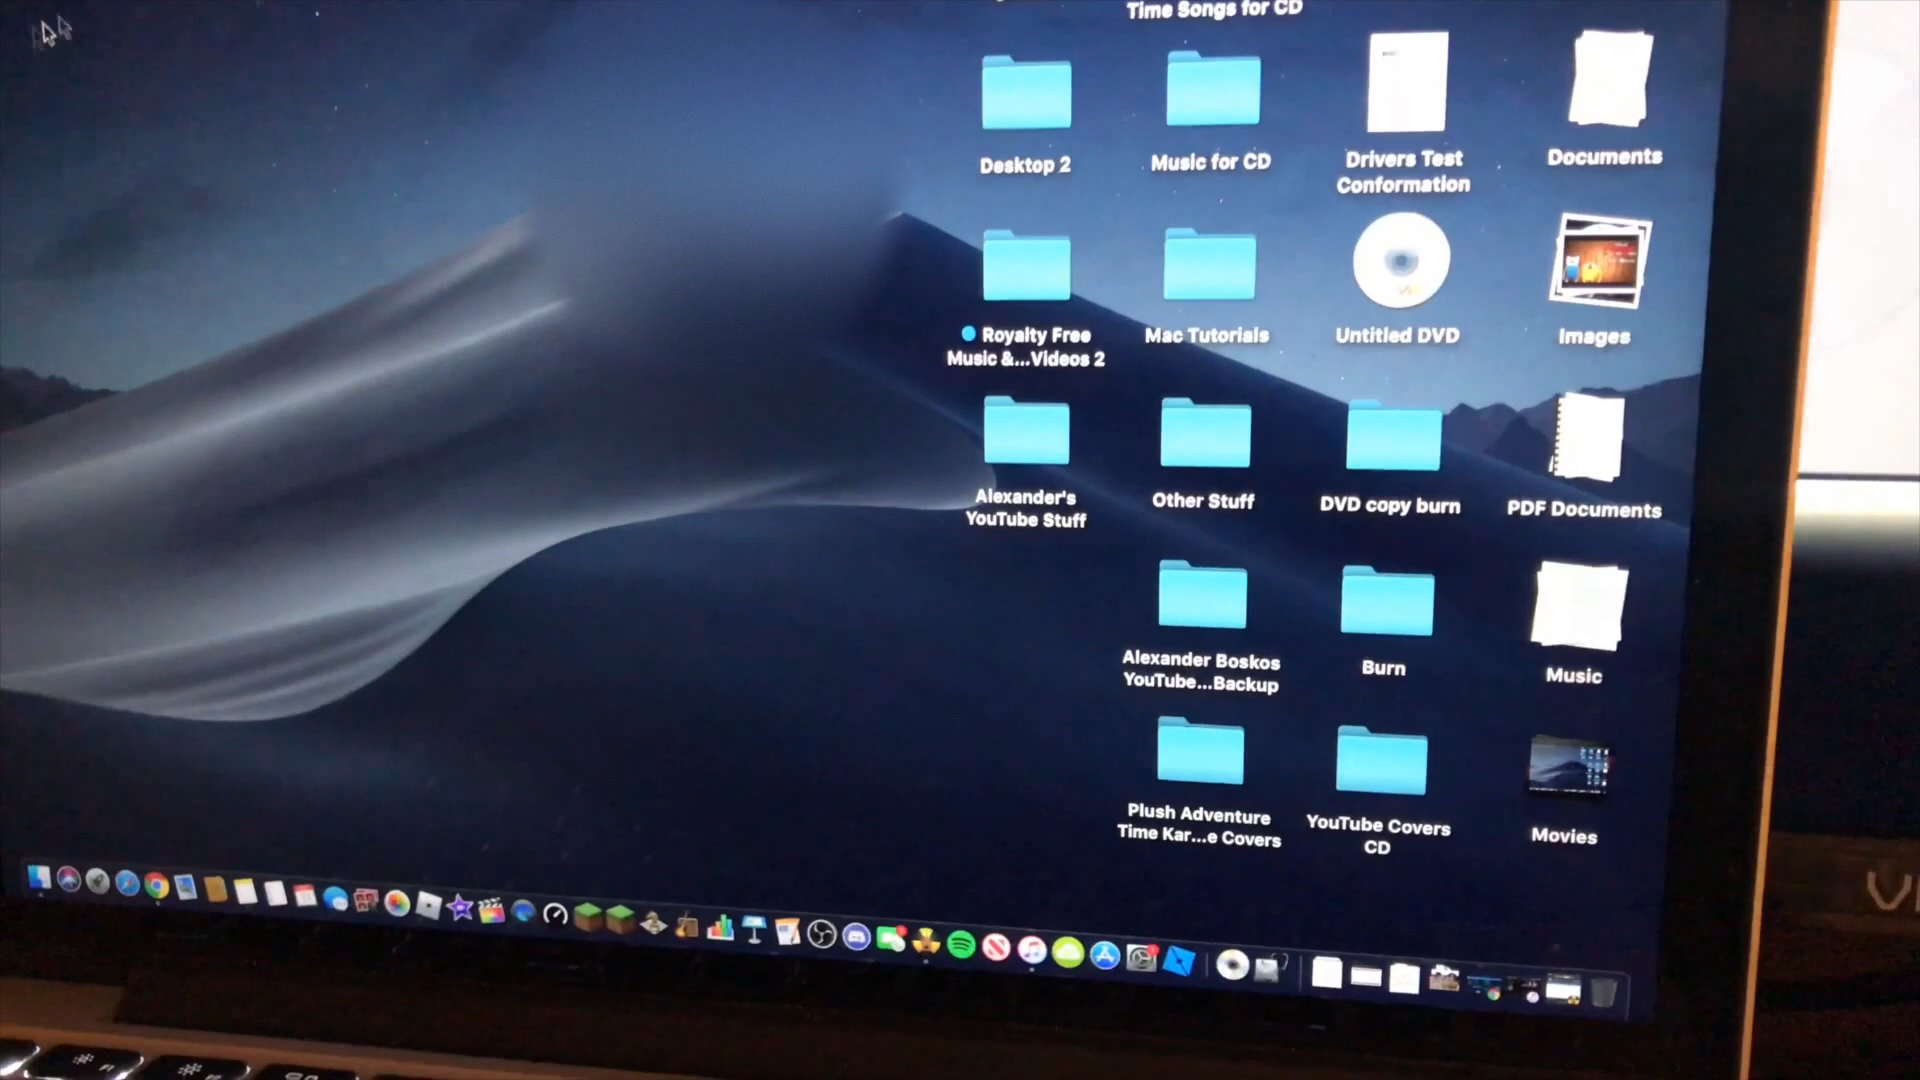 Time Songs for CD
Desktop 2
Music for CD
Drivers Test
Conformation
Documents
Royalty Free
Music &...Videos 2
Mac Tutorials
Untitled DVD
Images
Alexander's
YouTube Stuff
Other Stuff
DVD copy burn
PDF Documents
Alexander Boskos
YouTube...Backup
Burn
Music
Plush Adventure
Time Kar...e Covers
YouTube Covers
CD
Movies
F1